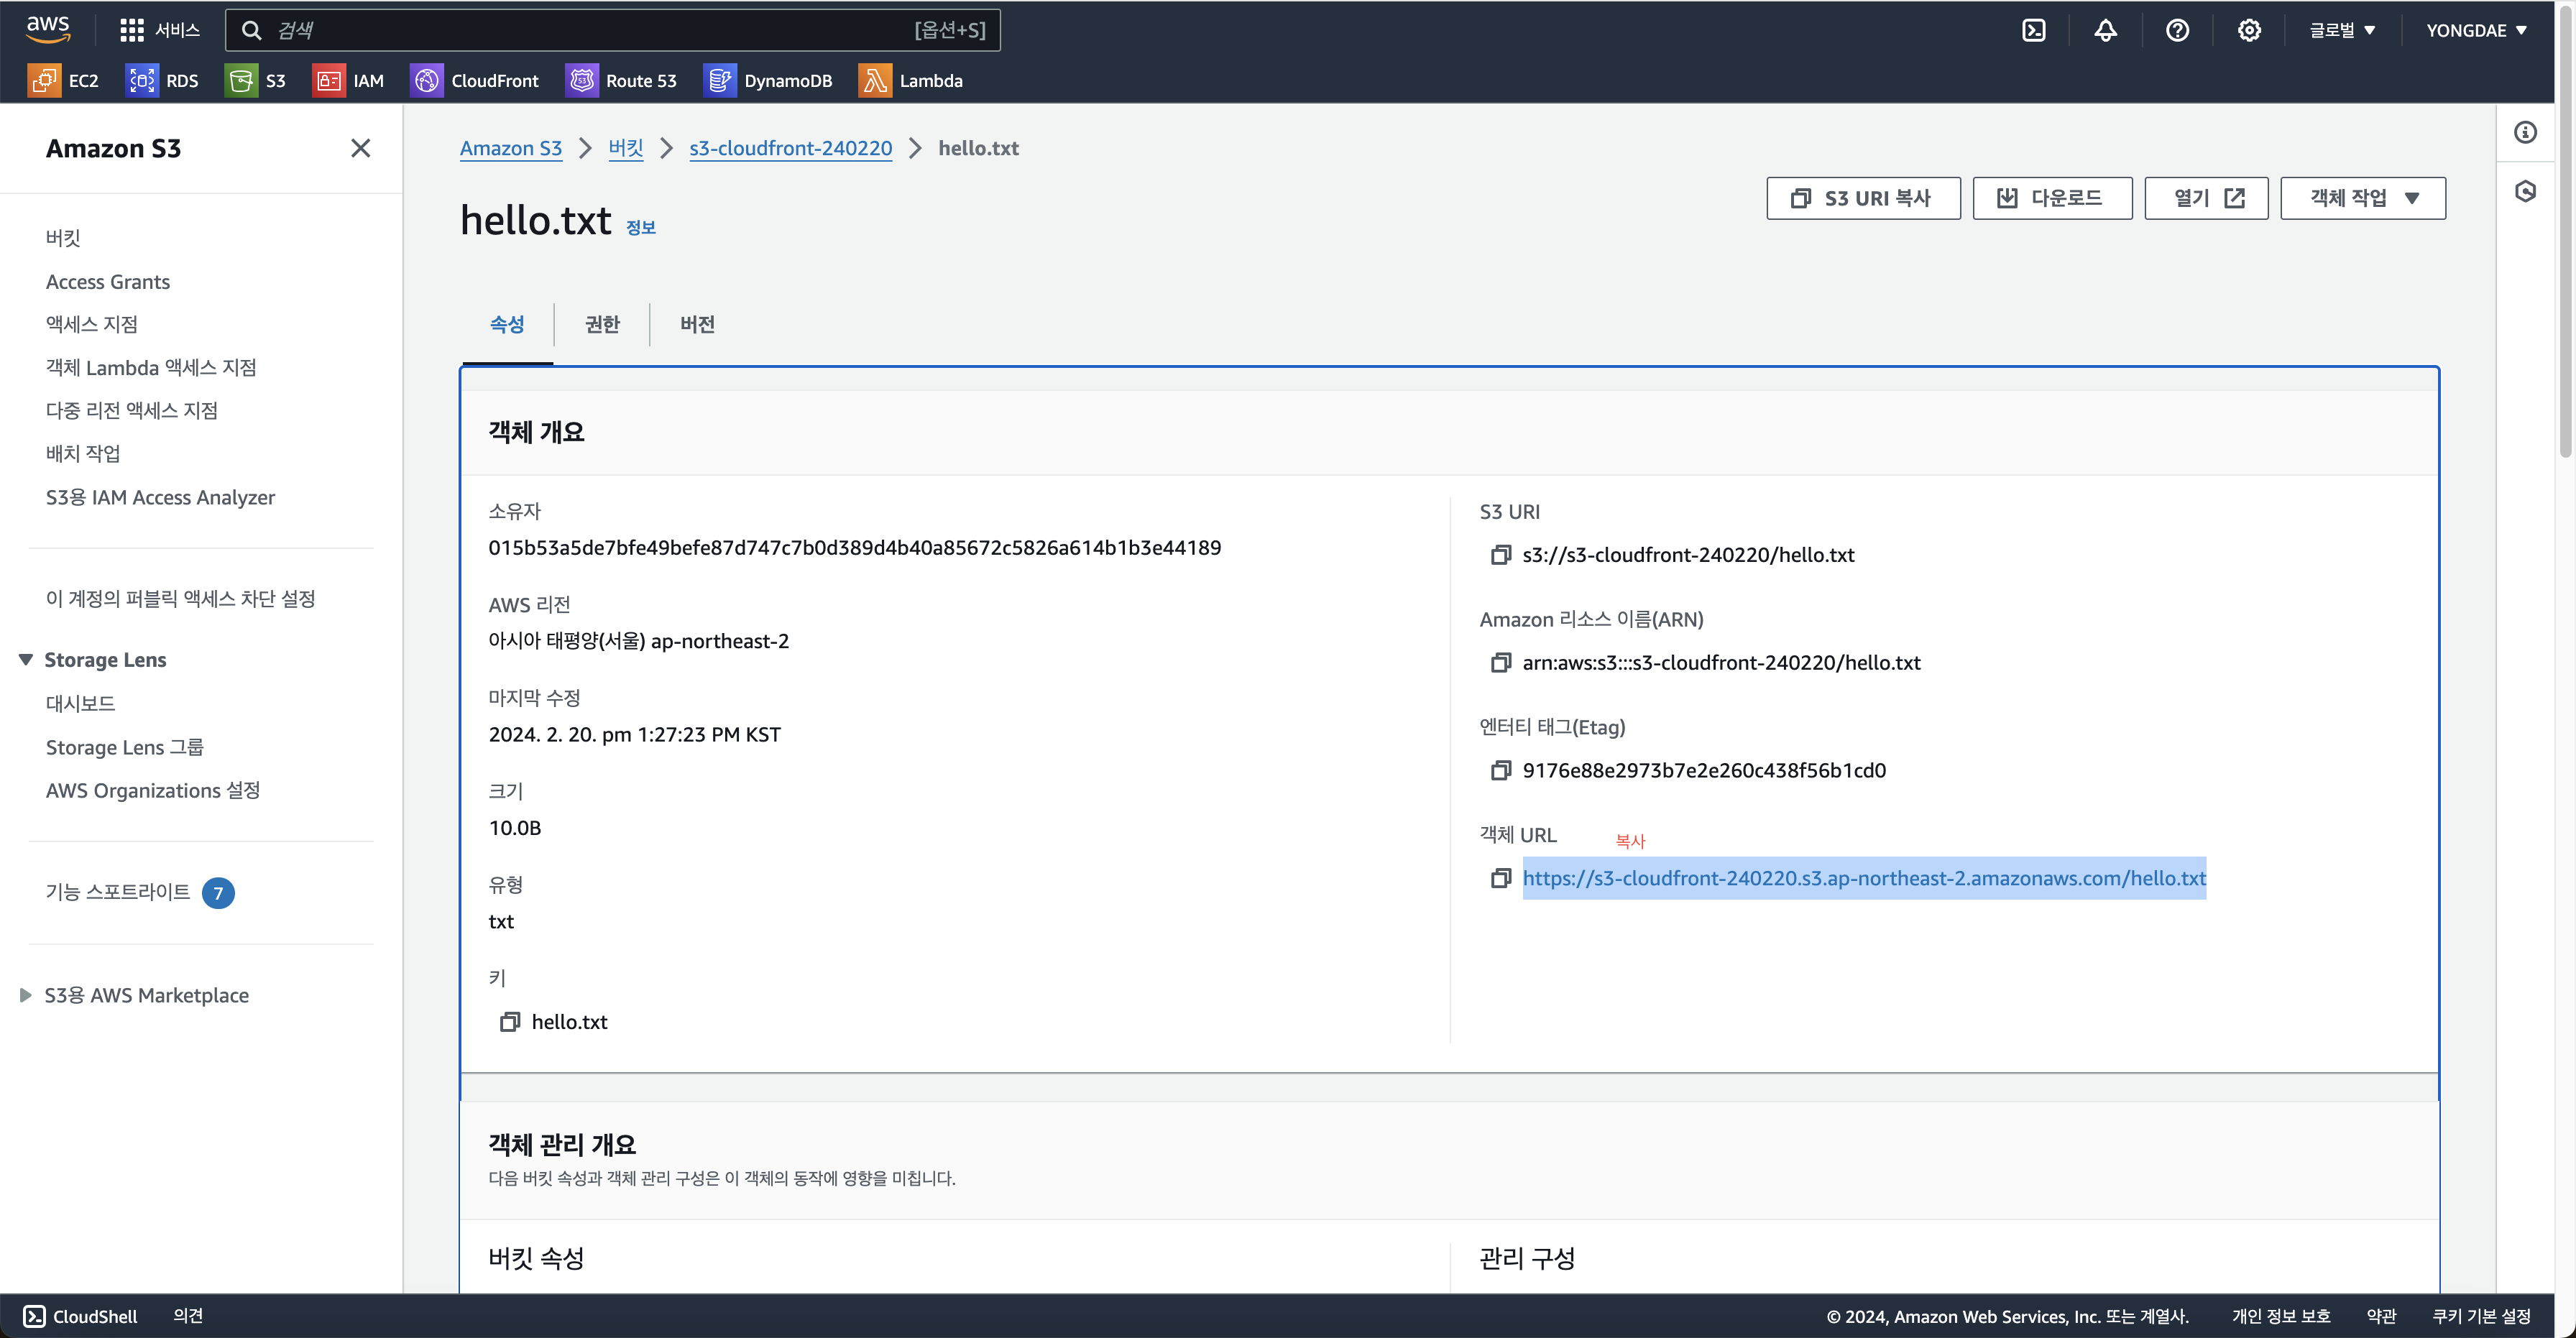 aws
서비스
검색
[옵션+S]
글로벌
YONGDAE
EC2
RDS
S3
IAM
CloudFront
Route 53
DynamoDB
Lambda
Amazon S3
버킷
Access Grants
액세스 지점
객체 Lambda 액세스 지점
다중 리전 액세스 지점
배치 작업
S3용 IAM Access Analyzer
이 계정의 퍼블릭 액세스 차단 설정
Storage Lens
대시보드
Storage Lens 그룹
AWS Organizations 설정
기능 스포트라이트 7
S3용 AWS Marketplace
Amazon S3 > 버킷 > s3-cloudfront-240220 > hello.txt
hello.txt 정보
S3 URI 복사
다운로드
열기
객체 작업
속성
권한
버전
객체 개요
소유자
015b53a5de7bfe49befe87d747c7b0d389d4b40a85672c5826a614b1b3e44189
AWS 리전
아시아 태평양(서울) ap-northeast-2
마지막 수정
2024. 2. 20. pm 1:27:23 PM KST
크기
10.0B
유형
txt
키
hello.txt
S3 URI
s3://s3-cloudfront-240220/hello.txt
Amazon 리소스 이름(ARN)
arn:aws:s3:::s3-cloudfront-240220/hello.txt
엔터티 태그(Etag)
9176e88e2973b7e2e260c438f56b1cd0
객체 URL
복사
https://s3-cloudfront-240220.s3.ap-northeast-2.amazonaws.com/hello.txt
객체 관리 개요
다음 버킷 속성과 객체 관리 구성은 이 객체의 동작에 영향을 미칩니다.
버킷 속성
관리 구성
CloudShell
의견
© 2024, Amazon Web Services, Inc. 또는 계열사.
개인 정보 보호
약관
쿠키 기본 설정